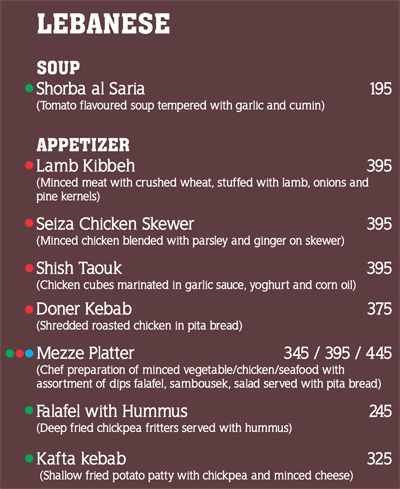 LEBANESE
SOUP
Shorba al Saria 195
(Tomato flavoured soup tempered with garlic and cumin)
APPETIZER
Lamb Kibbeh 395
(Minced meat with crushed wheat, stuffed with lamb, onions and
pine kernels)
Seiza Chicken Skewer 395
(Minced chicken blended with parsley and ginger on skewer)
Shish Taouk 395
(Chicken cubes marinated in garlic sauce, yoghurt and corn oil)
Doner Kebab 375
(Shredded roasted chicken in pita bread)
Mezze Platter 345 / 395 / 445
(Chef preparation of minced vegetable/chicken/seafood with
assortment of dips falafel, sambousek, salad served with pita bread)
Falafel with Hummus 245
(Deep fried chickpea fritters served with hummus)
Kafta kebab 325
(Shallow fried potato patty with chickpea and minced cheese)